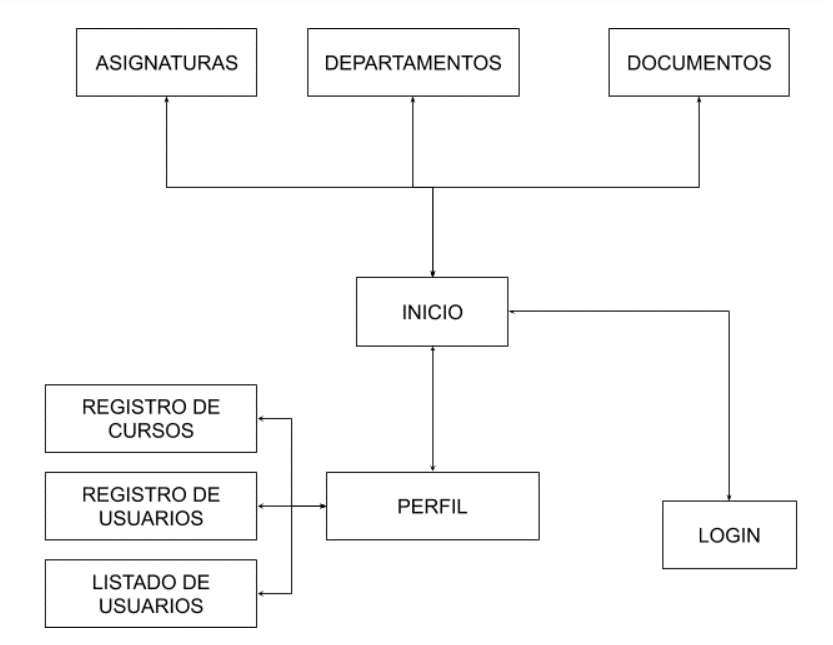 ASIGNATURAS
DEPARTAMENTOS
DOCUMENTOS
INICIO
REGISTRO DE
CURSOS
REGISTRO DE
USUARIOS
PERFIL
LOGIN
LISTADO DE
USUARIOS